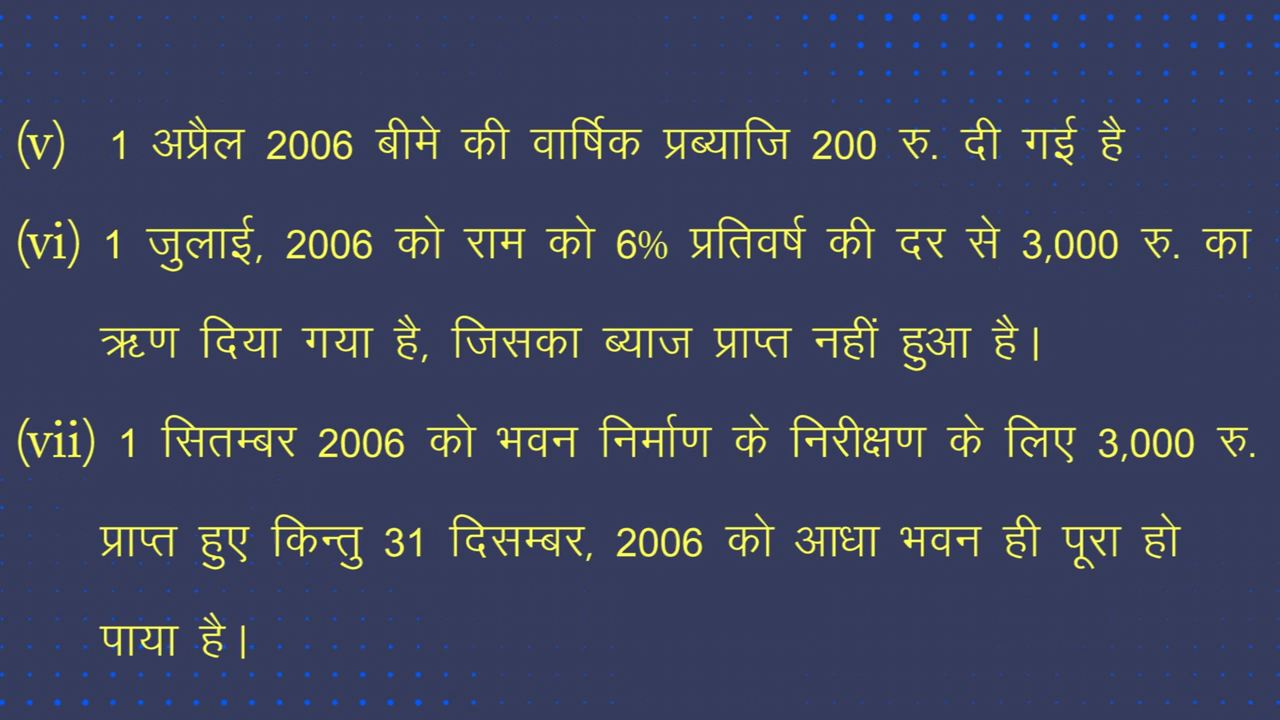 (v) 1 अप्रैल 2006 बीमे की वार्षिक प्रब्याजि 200 रु. दी गई है
(vi) 1 जुलाई, 2006 को राम को 6% प्रतिवर्ष की दर से 3,000 रु. का
ऋण दिया गया है, जिसका ब्याज प्राप्त नहीं हुआ है।
(vii) 1 सितम्बर 2006 को भवन निर्माण के निरीक्षण के लिए 3,000 रु.
प्राप्त हुए किन्तु 31 दिसम्बर, 2006 को आधा भवन ही पूरा हो
पाया है।